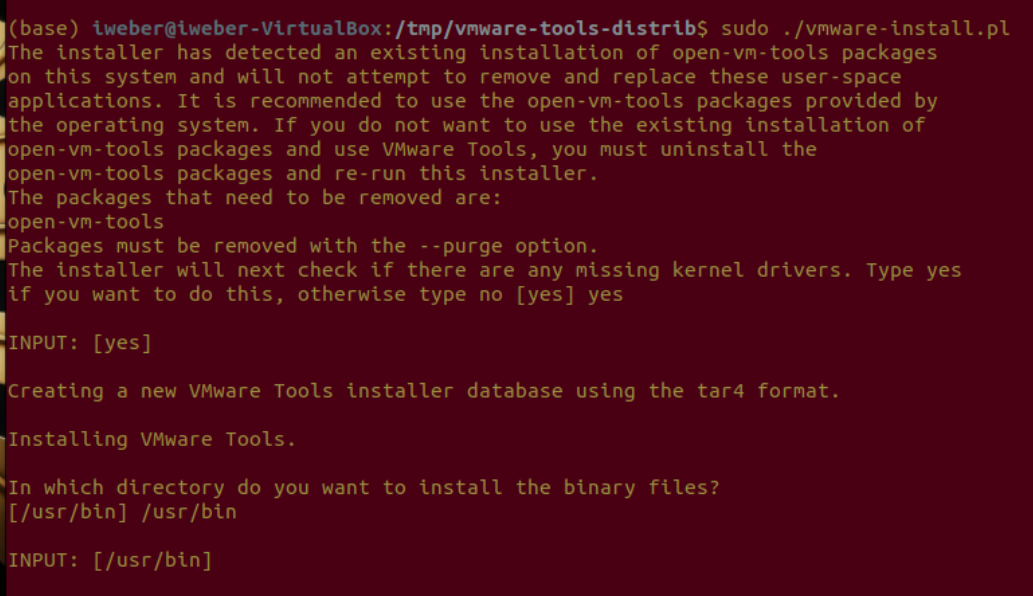 (base) iweber@iweber-VirtualBox:/tmp/vmware-tools-distrib$ sudo ./vmware-install.pl
The installer has detected an existing installation of open-vm-tools packages
on this system and will not attempt to remove and replace these user-space
applications. It is recommended to use the open-vm-tools packages provided by
the operating system. If you do not want to use the existing installation of
open-vm-tools packages and use VMware Tools, you must uninstall the
open-vm-tools packages and re-run this installer.
The packages that need to be removed are:
open-vm-tools
Packages must be removed with the --purge option.
The installer will next check if there are any missing kernel drivers. Type yes
if you want to do this, otherwise type no [yes] yes
INPUT: [yes]
Creating a new VMware Tools installer database using the tar4 format.
Installing VMware Tools.
In which directory do you want to install the binary files?
[/usr/bin] /usr/bin
INPUT: [/usr/bin]